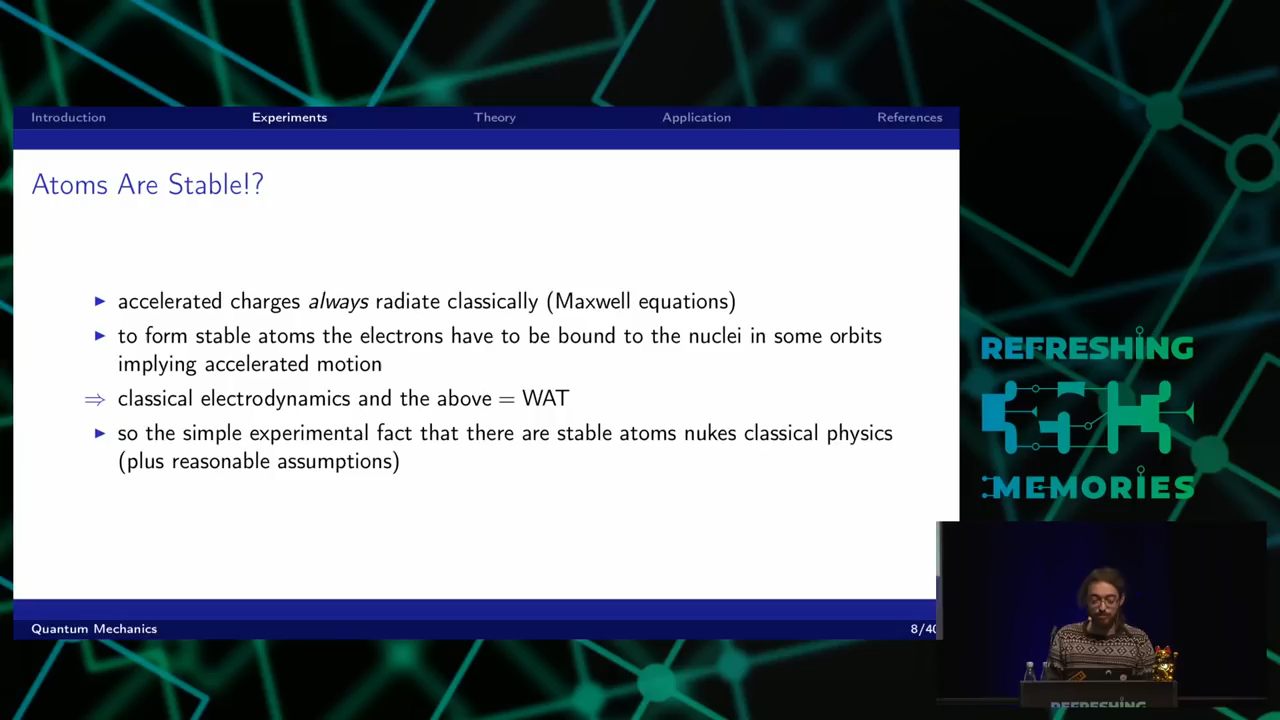 Introduction Experiments Theory Application References
Atoms Are Stable!?
▶ accelerated charges always radiate classically (Maxwell equations)
▶ to form stable atoms the electrons have to be bound to the nuclei in some orbits
implying accelerated motion
⇒ classical electrodynamics and the above = WAT
▶ so the simple experimental fact that there are stable atoms nukes classical physics
(plus reasonable assumptions)
REFRESHING
MEMORIES
Quantum Mechanics 8/40
REFRESHING